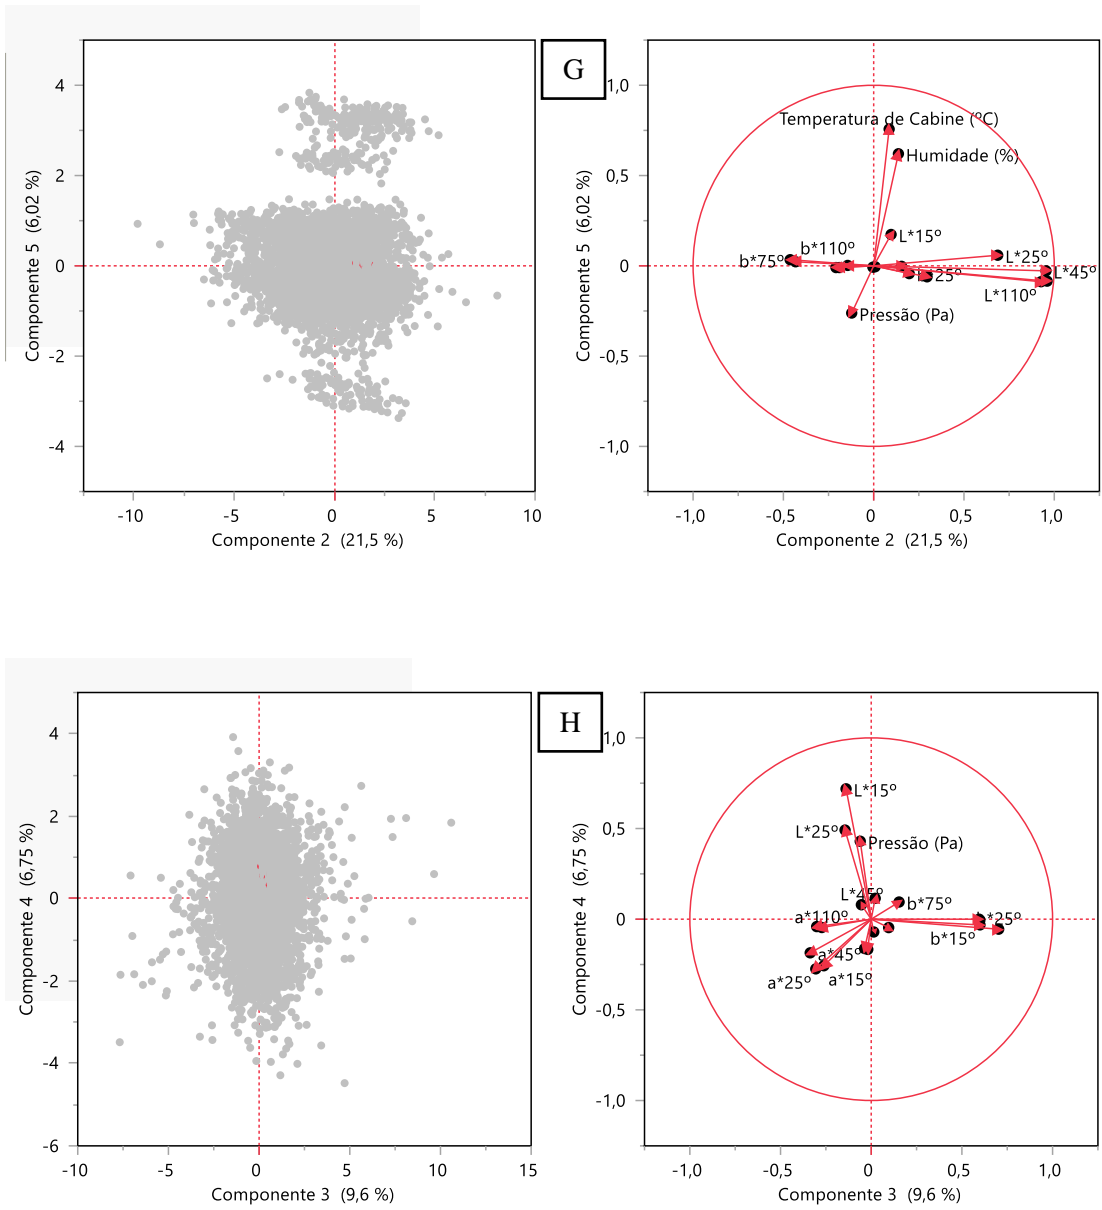 G
4
2
0
-2
-4
Componente 5 (6,02 %)
-10
-5
0
5
10
Componente 2 (21,5 %)
1,0
0,5
0
-0,5
-1,0
Componente 5 (6,02 %)
Temperatura de Cabine (ºC)
Humidade (%)
L*15º
b*110º
b*75º
L*25º
25º
L*45º
L*110º
Pressão (Pa)
-1,0
-0,5
0
0,5
1,0
Componente 2 (21,5 %)
H
4
2
0
-2
-4
-6
Componente 4 (6,75 %)
-10
-5
0
5
10
15
Componente 3 (9,6 %)
1,0
0,5
0
-0,5
-1,0
Componente 4 (6,75 %)
L*15º
L*25º
Pressão (Pa)
L*45º
b*75º
a*110º
*25º
b*15º
a*45º
a*25º
a*15º
-1,0
-0,5
0
0,5
1,0
Componente 3 (9,6 %)